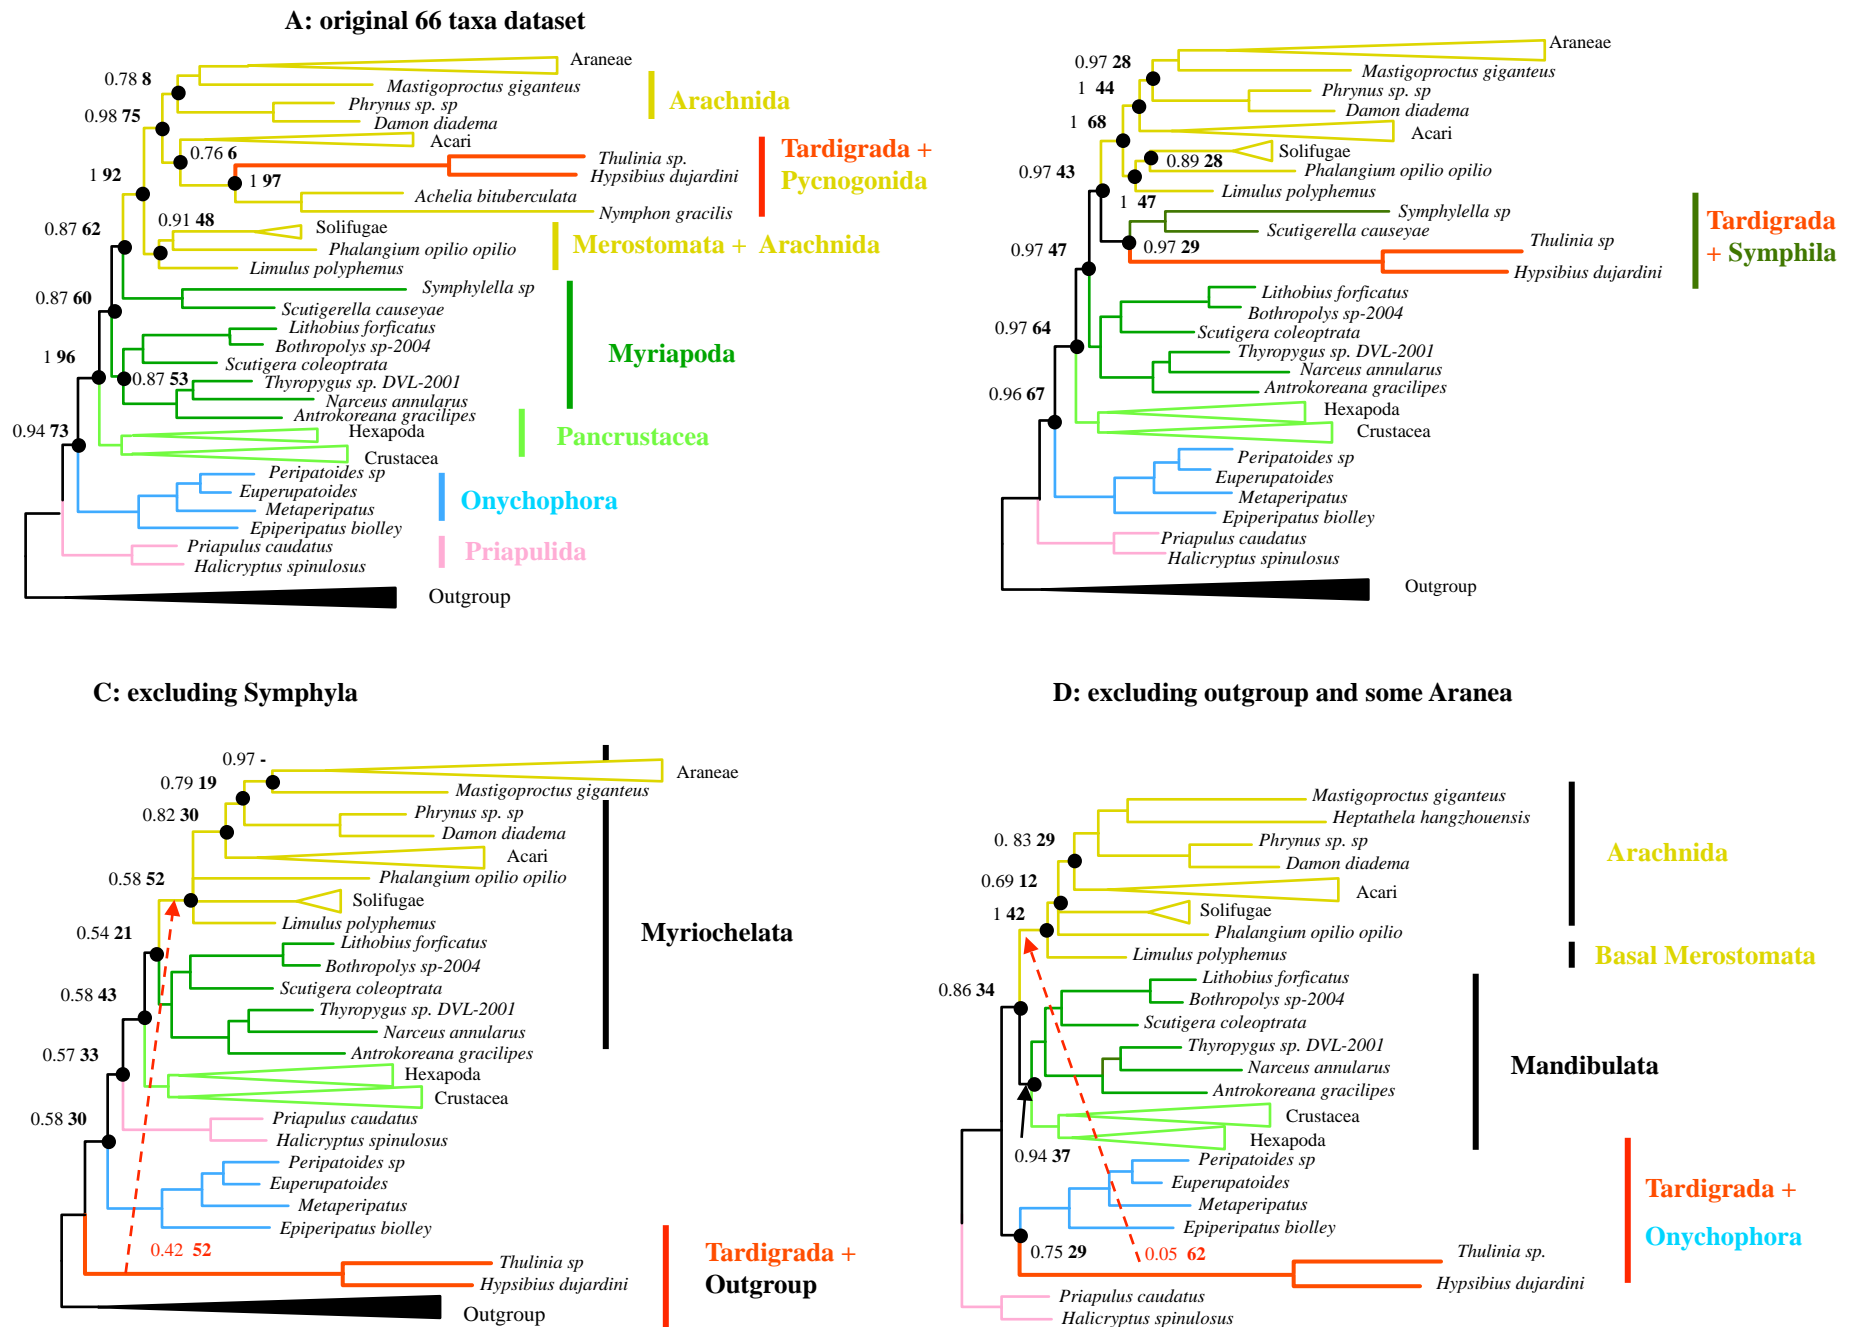 A: original 66 taxa dataset
0.78 8
Araneae
Mastigoproctus giganteus
Phrynus sp. sp
Damon diadema
Arachnida
0.98 75
Acari
0.76 6
Thulinia sp.
Hypsibius dujardini
1 97
Achelia bituberculata
Nymphon gracilis
Tardigrada +
Pycnogonida
1 92
0.91 48
Solifugae
Phalangium opilio opilio
Limulus polyphemus
Merostomata + Arachnida
0.87 62
Symphylella sp
Scutigerella causeyae
0.87 60
Lithobius forficatus
Bothropolys sp-2004
Scutigera coleoptrata
Myriapoda
1 96
0.87 53
Thyropygus sp. DVL-2001
Narceus annularus
Antrokoreana gracilipes
0.94 73
Hexapoda
Crustacea
Pancrustacea
Peripatoides sp
Euperupatoides
Metaperipatus
Epiperipatus biolley
Onychophora
Priapulus caudatus
Halicryptus spinulosus
Priapulida
Outgroup
0.97 28
Araneae
Mastigoproctus giganteus
1 44
Phrynus sp. sp
Damon diadema
1 68
Acari
Solifugae
0.89 28
Phalangium opilio opilio
0.97 43
Limulus polyphemus
1 47
Symphylella sp
Scutigerella causeyae
0.97 29
Thulinia sp
Hypsibius dujardini
Tardigrada
+ Symphila
0.97 47
Lithobius forficatus
Bothropolys sp-2004
Scutigera coleoptrata
0.97 64
Thyropygus sp. DVL-2001
Narceus annularus
Antrokoreana gracilipes
0.96 67
Hexapoda
Crustacea
Peripatoides sp
Euperupatoides
Metaperipatus
Epiperipatus biolley
Priapulus caudatus
Halicryptus spinulosus
Outgroup
C: excluding Symphyla
0.97 -
Araneae
0.79 19
Mastigoproctus giganteus
0.82 30
Phrynus sp. sp
Damon diadema
Acari
0.58 52
Phalangium opilio opilio
Solifugae
Limulus polyphemus
0.54 21
Lithobius forficatus
Bothropolys sp-2004
Myriochelata
0.58 43
Scutigera coleoptrata
Thyropygus sp. DVL-2001
Narceus annularus
Antrokoreana gracilipes
0.57 33
Hexapoda
Crustacea
0.58 30
Priapulus caudatus
Halicryptus spinulosus
Peripatoides sp
Euperupatoides
Metaperipatus
Epiperipatus biolley
0.42 52
Thulinia sp
Hypsibius dujardini
Tardigrada +
Outgroup
Outgroup
D: excluding outgroup and some Aranea
Mastigoproctus giganteus
Heptathela hangzhouensis
0. 83 29
Phrynus sp. sp
Damon diadema
Arachnida
0.69 12
Acari
1 42
Solifugae
Phalangium opilio opilio
Limulus polyphemus
Basal Merostomata
0.86 34
Lithobius forficatus
Bothropolys sp-2004
Scutigera coleoptrata
Thyropygus sp. DVL-2001
Narceus annularus
Antrokoreana gracilipes
Mandibulata
Crustacea
Hexapoda
0.94 37
Peripatoides sp
Euperupatoides
Metaperipatus
Epiperipatus biolley
0.75 29
0.05 62
Thulinia sp.
Hypsibius dujardini
Tardigrada +
Onychophora
Priapulus caudatus
Halicryptus spinulosus